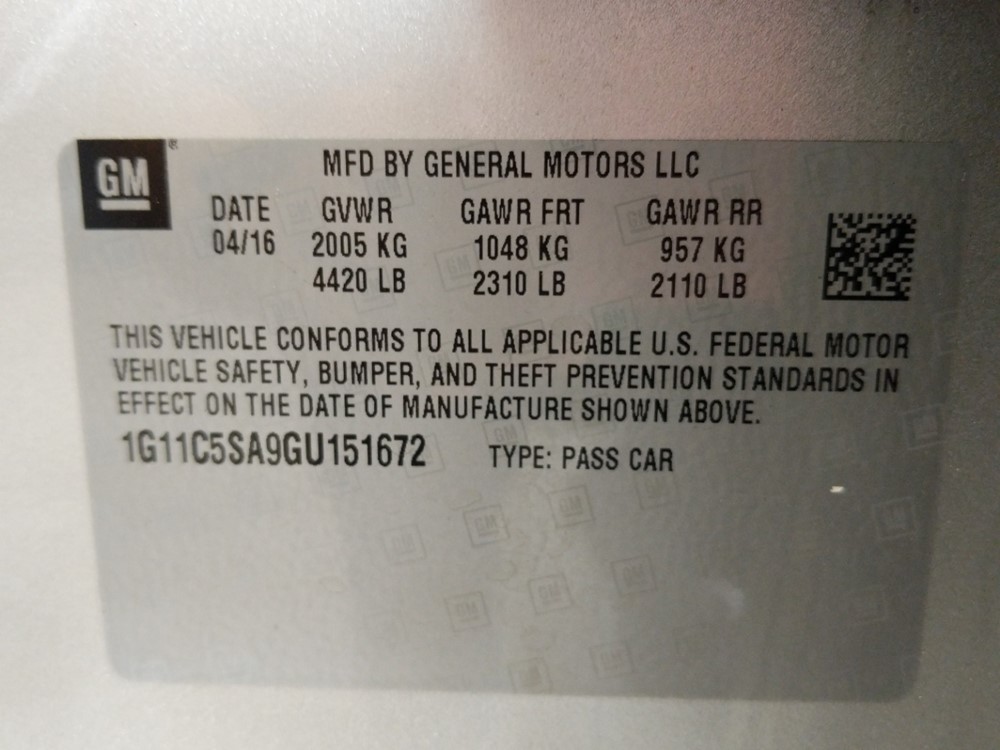 GM
MFD BY GENERAL MOTORS LLC
DATE GVWR GAWR FRT GAWR RR
04/16 2005 KG 1048 KG 957 KG
4420 LB 2310 LB 2110 LB
THIS VEHICLE CONFORMS TO ALL APPLICABLE U.S. FEDERAL MOTOR
VEHICLE SAFETY, BUMPER, AND THEFT PREVENTION STANDARDS IN
EFFECT ON THE DATE OF MANUFACTURE SHOWN ABOVE.
1G11C5SA9GU151672 TYPE: PASS CAR